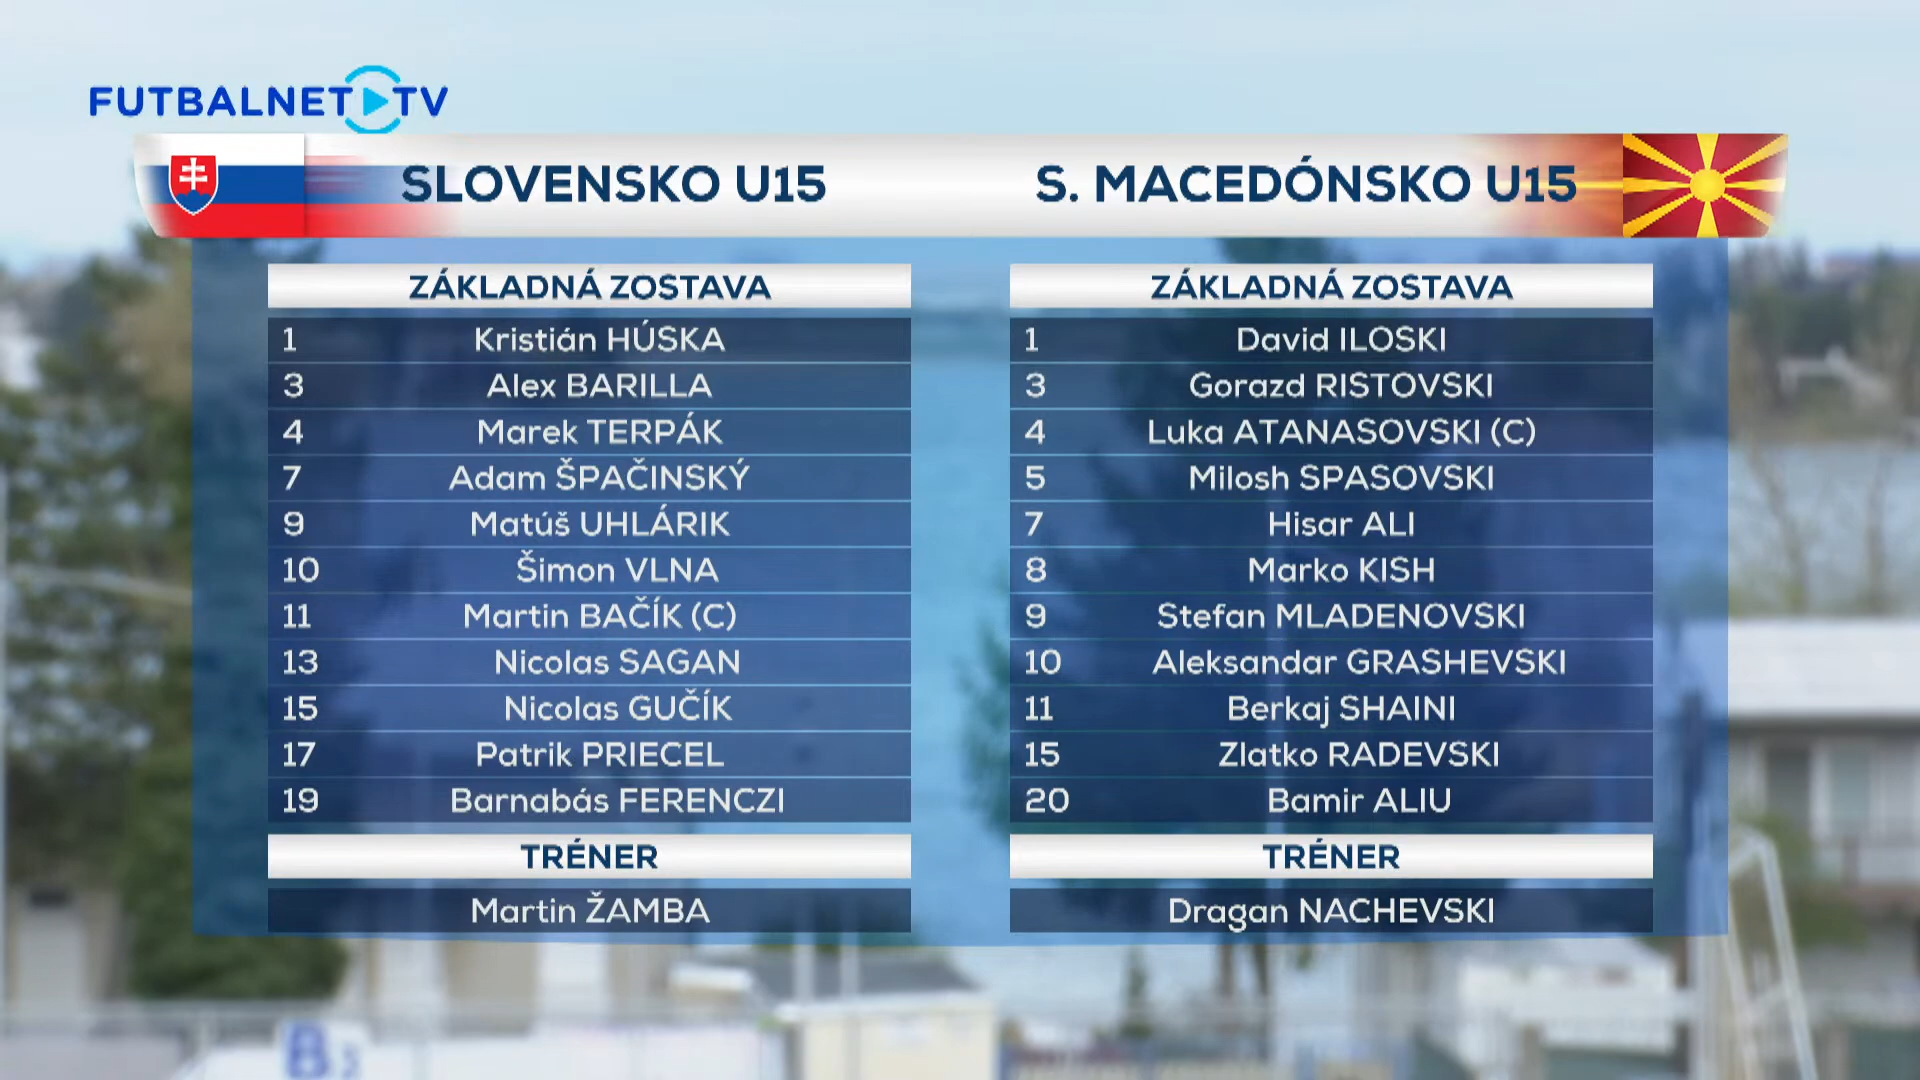 FUTBALNET TV
SLOVENSKO U15
S. MACEDÓNSKO U15
ZÁKLADNÁ ZOSTAVA
1 Kristián HÚSKA
3 Alex BARILLA
4 Marek TERPÁK
7 Adam ŠPAČINSKÝ
9 Matúš UHLÁRIK
10 Šimon VLNA
11 Martin BAČÍK (C)
13 Nicolas SAGAN
15 Nicolas GUČÍK
17 Patrik PRIECEL
19 Barnabás FERENCZI
TRÉNER
Martin ŽAMBA
ZÁKLADNÁ ZOSTAVA
1 David ILOSKI
3 Gorazd RISTOVSKI
4 Luka ATANASOVSKI (C)
5 Milosh SPASOVSKI
7 Hisar ALI
8 Marko KISH
9 Stefan MLADENOVSKI
10 Aleksandar GRASHEVSKI
11 Berkaj SHAINI
15 Zlatko RADEVSKI
20 Bamir ALIU
TRÉNER
Dragan NACHEVSKI